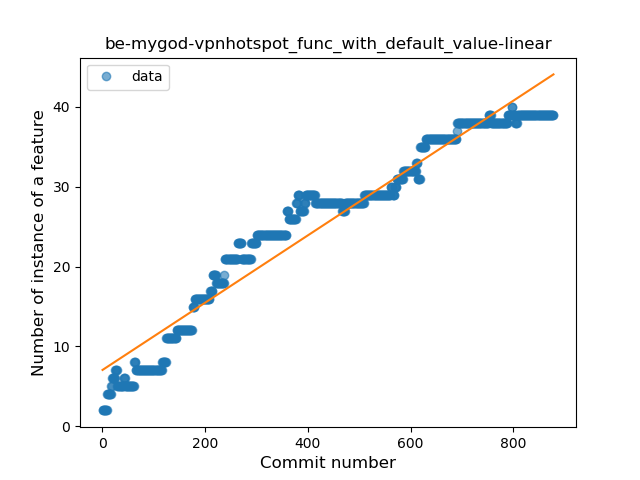 be-mygod-vpnhotspot_func_with_default_value-linear
data
Number of instance of a feature
40
30
20
10
0
0 200 400 600 800
Commit number